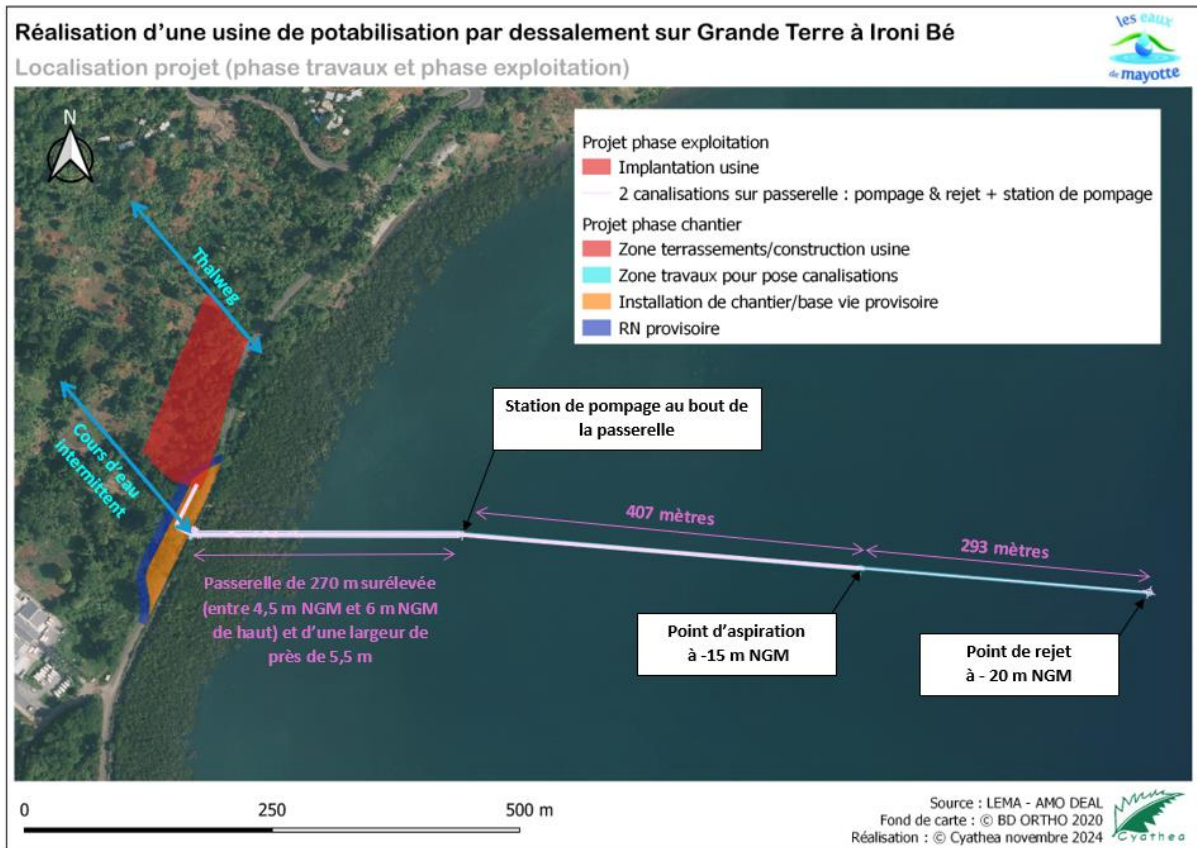 Réalisation d'une usine de potabilisation par dessalement sur Grande Terre à Ironi Bé
Localisation projet (phase travaux et phase exploitation)
les eaux
de mayotte
N
Projet phase exploitation
Implantation usine
2 canalisations sur passerelle : pompage & rejet + station de pompage
Projet phase chantier
Zone terrassements/construction usine
Zone travaux pour pose canalisations
Installation de chantier/base vie provisoire
RN provisoire
Thalweg
Cours d'eau
intermittent
Station de pompage au bout de
la passerelle
407 mètres
293 mètres
Passerelle de 270 m surélevée
(entre 4,5 m NGM et 6 m NGM
de haut) et d'une largeur de
près de 5,5 m
Point d'aspiration
à -15 m NGM
Point de rejet
à - 20 m NGM
0 250 500 m
Source : LEMA - AMO DEAL
Fond de carte : © BD ORTHO 2020
Réalisation : © Cyathea novembre 2024
Cyathea